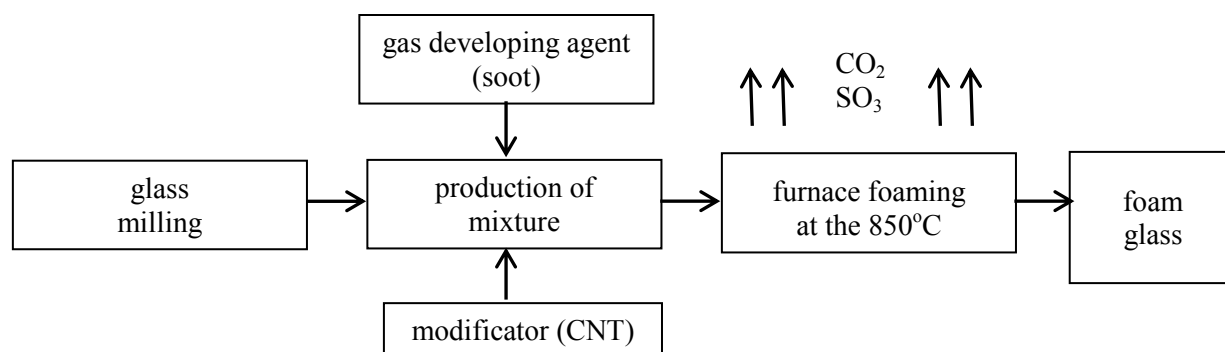 gas developing agent
(soot)
CO₂
SO₃
glass
milling
production of
mixture
furnace foaming
at the 850°C
foam
glass
modificator (CNT)